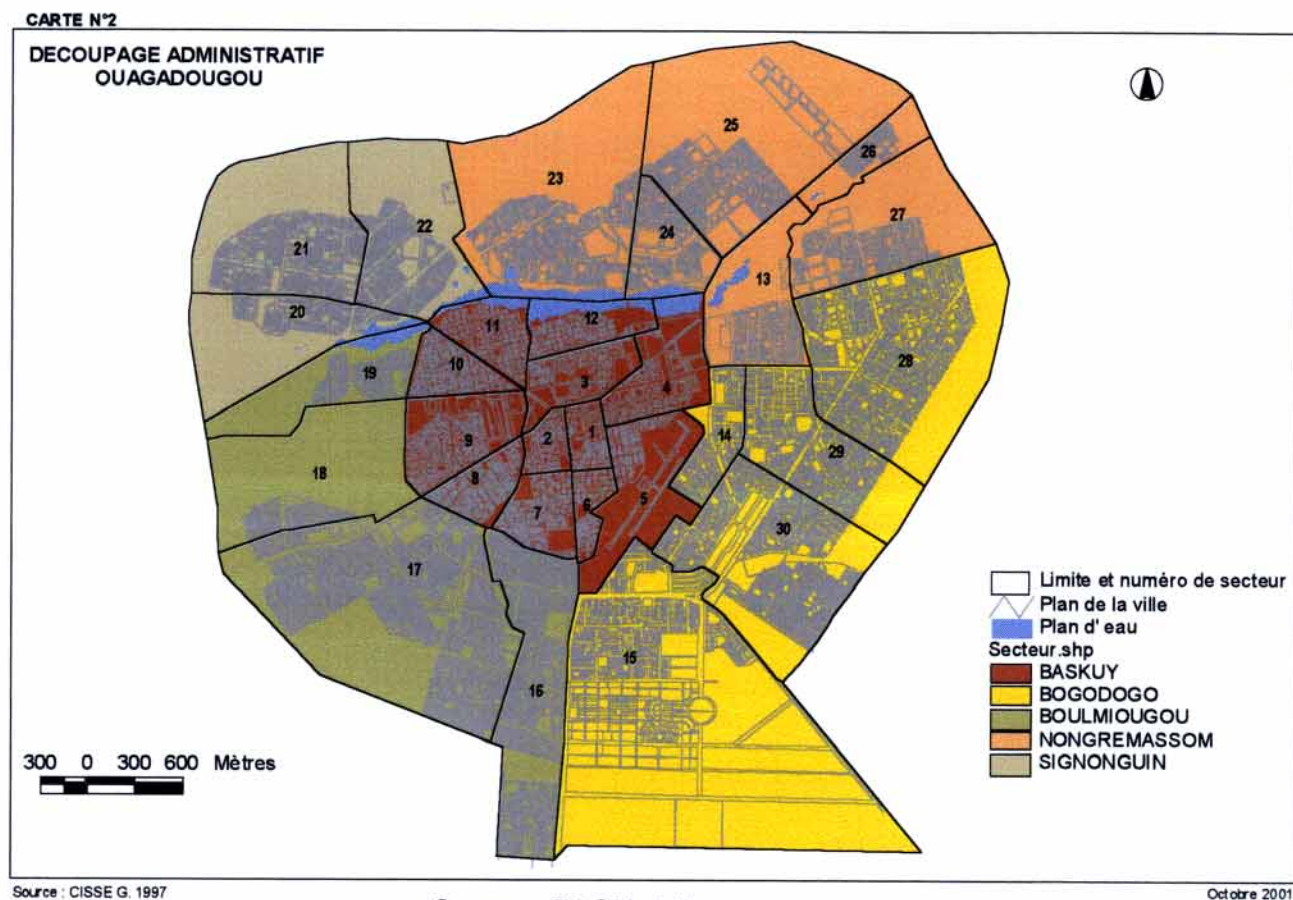 CARTE N°2
DECOUPAGE ADMINISTRATIF
OUAGADOUGOU
25
26
23
27
22
24
21
13
20
12
11
28
19
10
3
4
1
14
2
9
29
18
8
5
6
7
30
17
15
16
Limite et numéro de secteur
Plan de la ville
Plan d' eau
Secteur.shp
BASKUY
BOGODOGO
BOULMIOUGOU
NONGREMASSOM
SIGNONGUIN
300 0 300 600 Mètres
Source : CISSE G. 1997
Octobre 2001